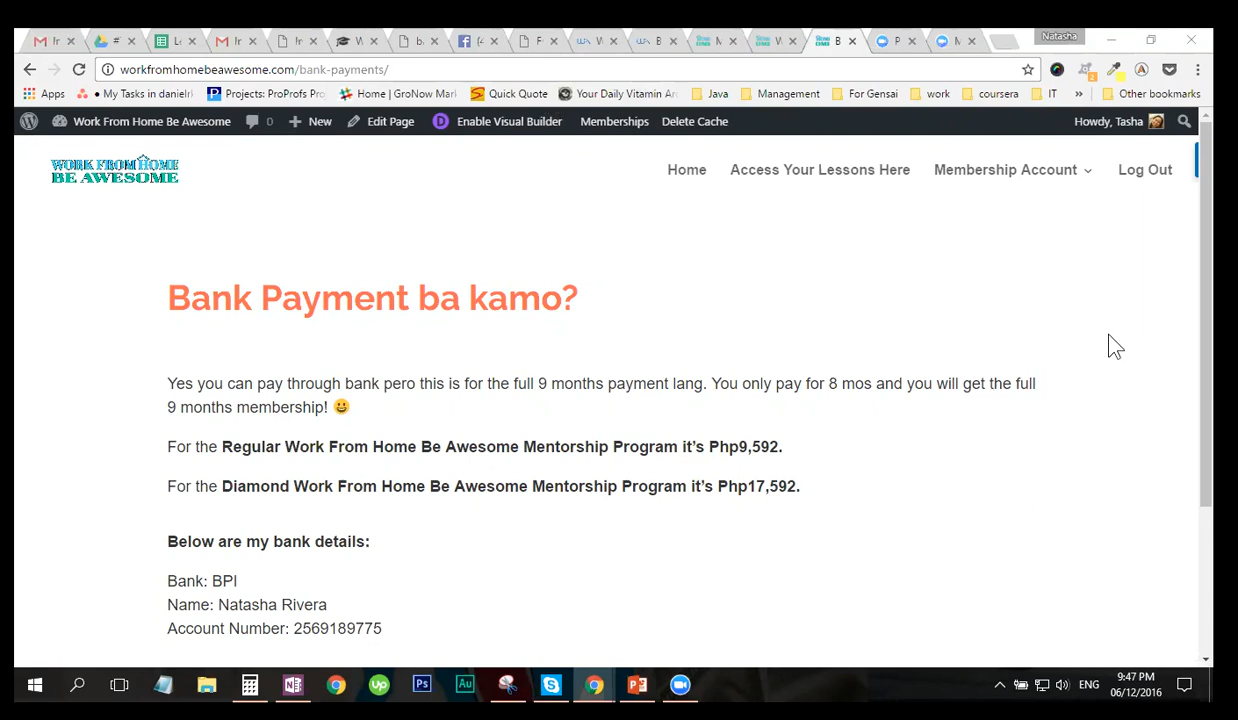 Natasha
workfromhomebeawesome.com/bank-payments/
Apps My Tasks in danielr Projects: ProProfs Pro Home | GroNow Mark Quick Quote Your Daily Vitamin Ar Java Management For Gensai work coursera IT » Other bookmarks
Work From Home Be Awesome 0 New Edit Page Enable Visual Builder Memberships Delete Cache Howdy, Tasha
WORK FROM HOME
BE AWESOME
Home Access Your Lessons Here Membership Account Log Out
Bank Payment ba kamo?
Yes you can pay through bank pero this is for the full 9 months payment lang. You only pay for 8 mos and you will get the full
9 months membership!
For the Regular Work From Home Be Awesome Mentorship Program it’s Php9,592.
For the Diamond Work From Home Be Awesome Mentorship Program it’s Php17,592.
Below are my bank details:
Bank: BPI
Name: Natasha Rivera
Account Number: 2569189775
ENG 9:47 PM
06/12/2016